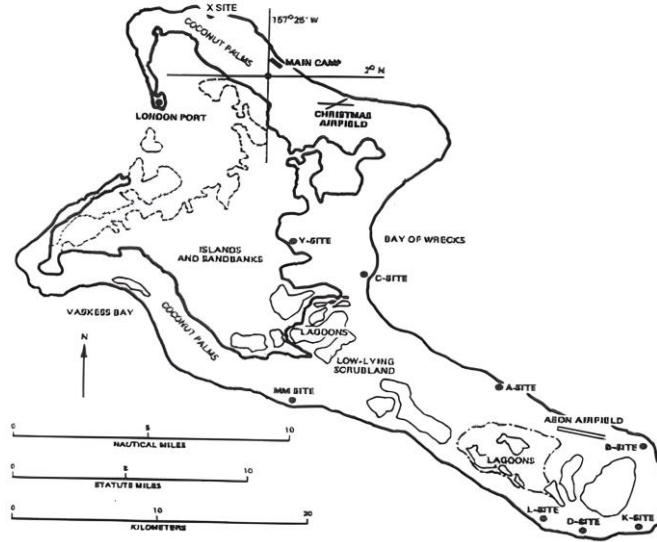 X SITE
157° 25' W
COCONUT PALMS
MAIN CAMP
2° N
LONDON PORT
CHRISTMAS
AIRFIELD
Y-SITE
BAY OF WRECKS
ISLANDS
AND SANDBANKS
C-SITE
VASKESS BAY
COCONUT PALMS
LAGOONS
N
LOW-LYING
SCRUBLAND
MM SITE
A-SITE
AEON AIRFIELD
B-SITE
LAGOONS
L-SITE
D-SITE
K-SITE
0 5 10
NAUTICAL MILES
0 5 10
STATUTE MILES
0 10 20
KILOMETERS